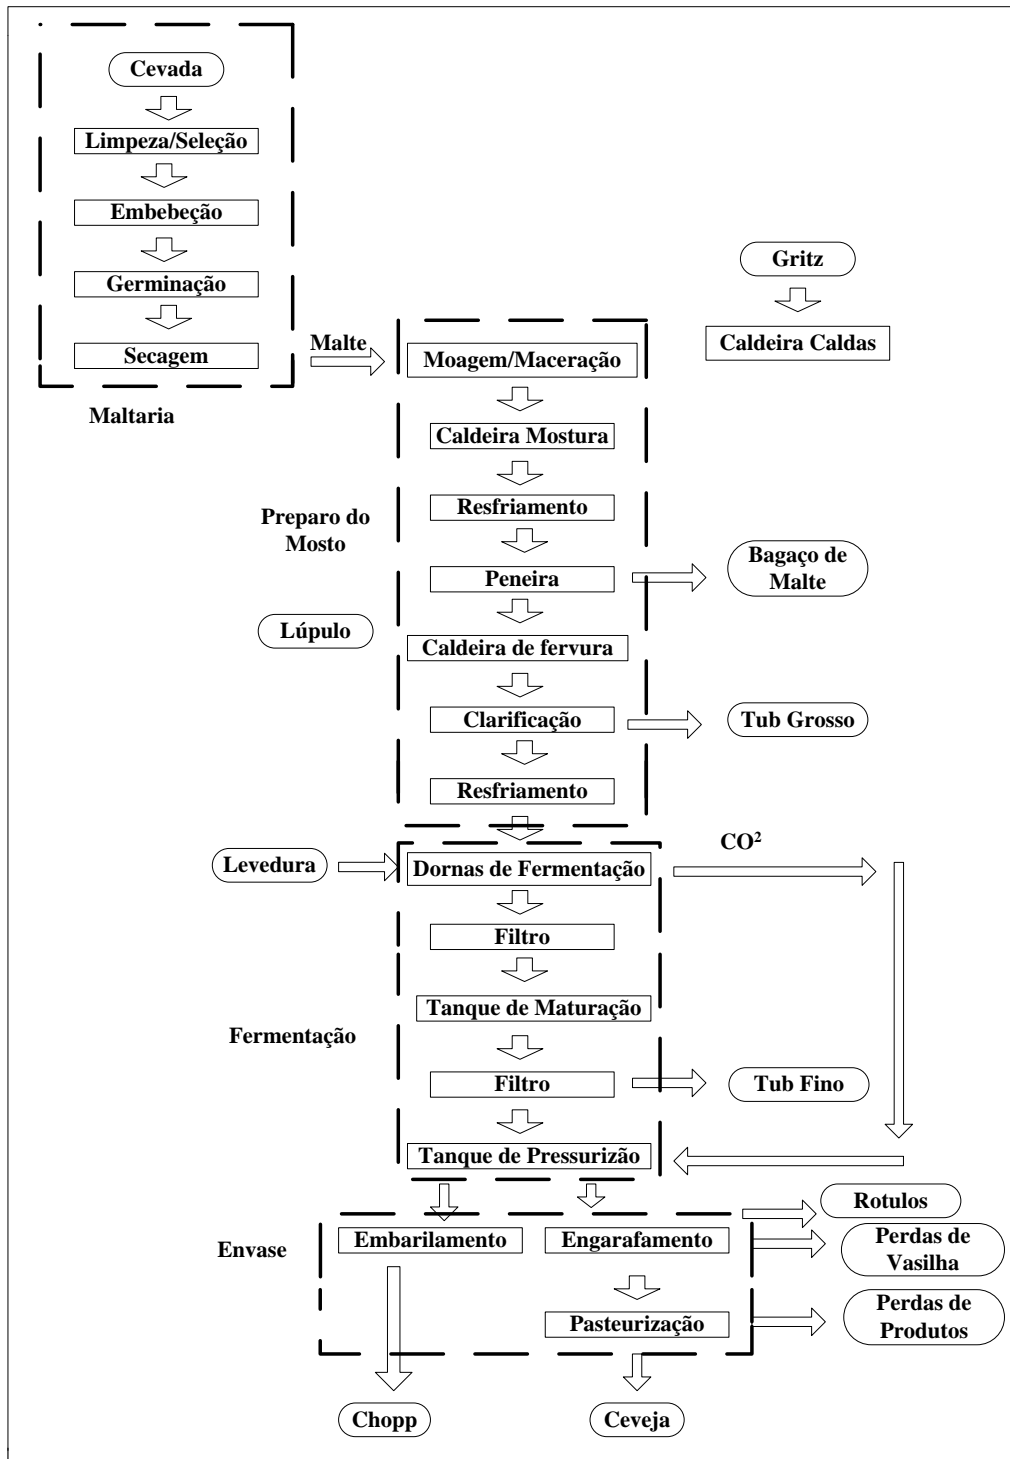 Cevada
Limpeza/Seleção
Embebeção
Germinação
Secagem
Maltaria
Malte
Gritz
Caldeira Caldas
Moagem/Maceração
Caldeira Mostura
Resfriamento
Preparo do
Mosto
Peneira
Bagaço de
Malte
Lúpulo
Caldeira de fervura
Clarificação
Tub Grosso
Resfriamento
CO²
Levedura
Dornas de Fermentação
Filtro
Tanque de Maturação
Fermentação
Filtro
Tub Fino
Tanque de Pressurizão
Rotulos
Envase
Embarilamento
Engarafamento
Perdas de
Vasilha
Pasteurização
Perdas de
Produtos
Chopp
Ceveja